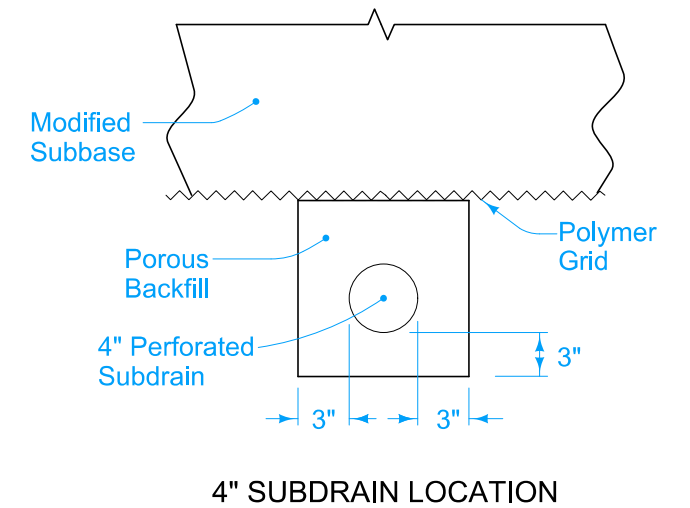 Modified
Subbase
Polymer
Grid
Porous
Backfill
4" Perforated
Subdrain
3"
3"
3"
4" SUBDRAIN LOCATION